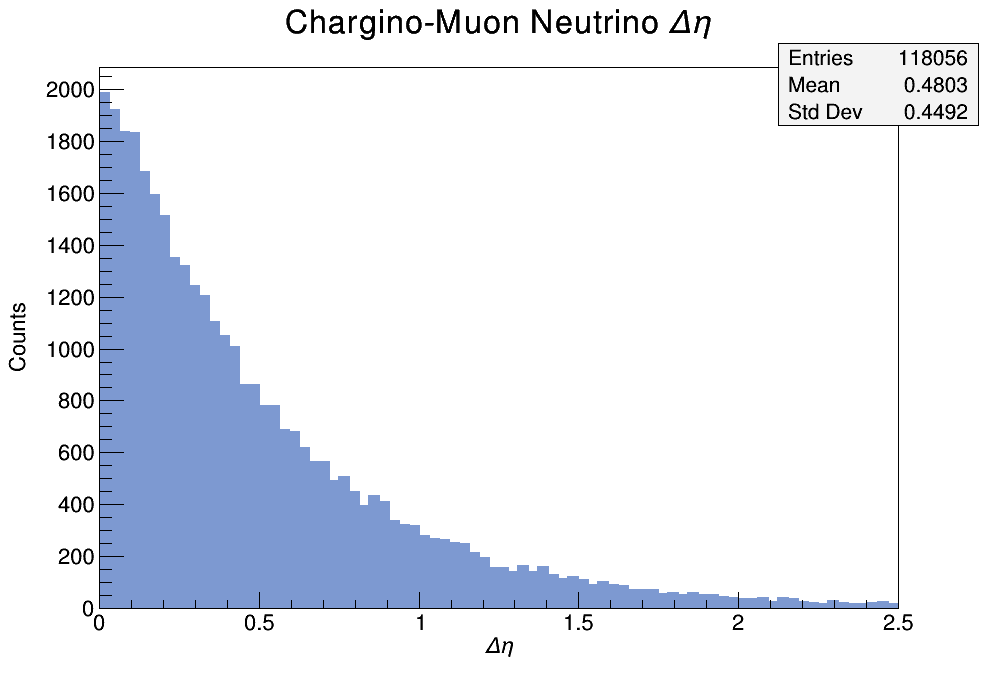 Chargino-Muon Neutrino Δη
Entries 118056
Mean 0.4803
Std Dev 0.4492
2000
1800
1600
1400
1200
1000
800
600
400
200
0
Counts
0 0.5 1 1.5 2 2.5
Δη